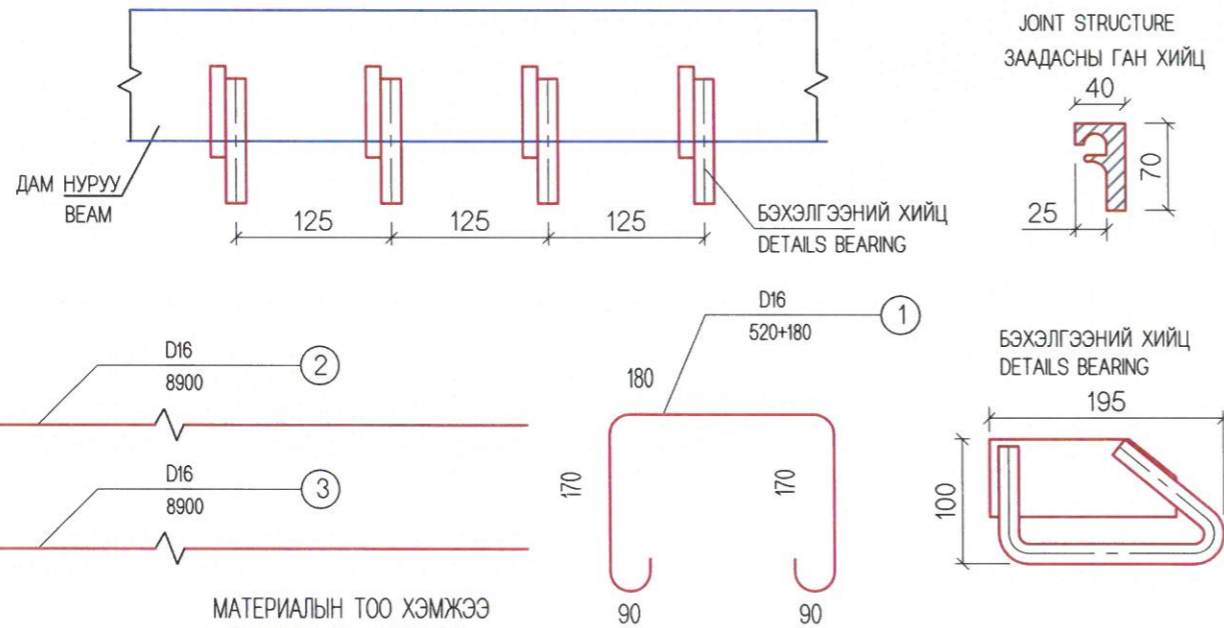 JOINT STRUCTURE
ЗААДАСНЫ ГАН ХИЙЦ
40
70
25
ДАМ НУРУУ
BEAM
125
125
125
БЭХЭЛГЭЭНИЙ ХИЙЦ
DETAILS BEARING
D16
8900
2
D16
8900
3
D16
520+180
1
180
170
170
90
90
БЭХЭЛГЭЭНИЙ ХИЙЦ
DETAILS BEARING
195
100
МАТЕРИАЛЫН ТОО ХЭМЖЭЭ